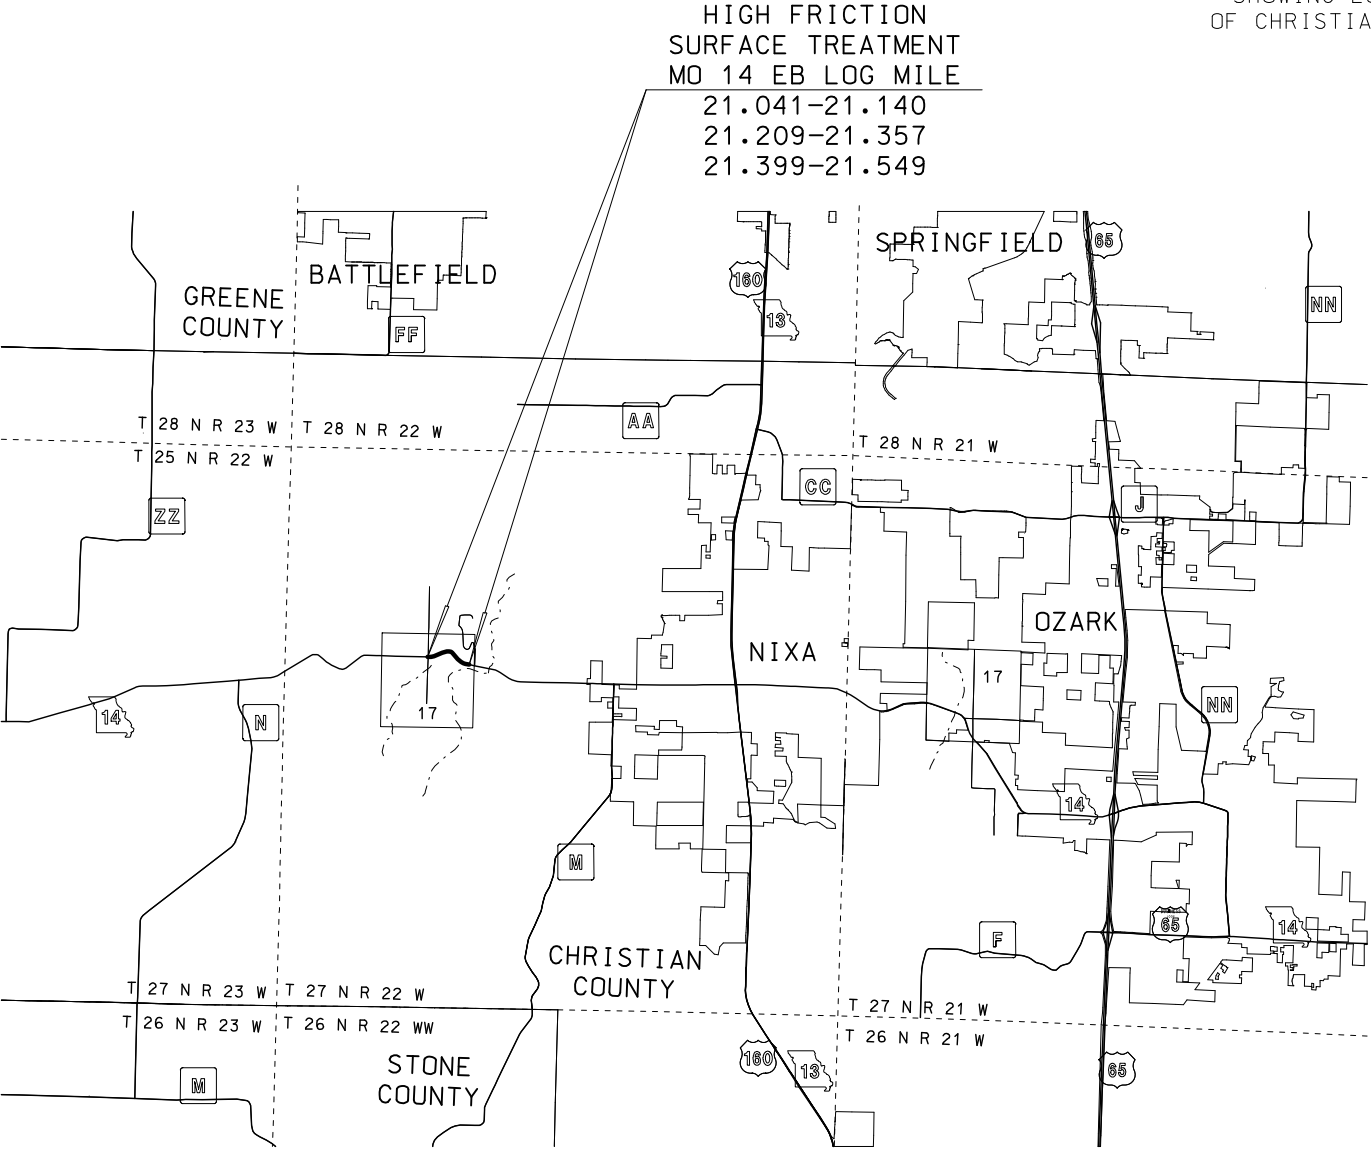 OF CHRISTIA
HIGH FRICTION
SURFACE TREATMENT
MO 14 EB LOG MILE
21.041-21.140
21.209-21.357
21.399-21.549
SPRINGFIELD
65
BATTLEFIELD
160
GREENE
COUNTY
NN
13
FF
AA
T 28 N R 23 W
T 28 N R 22 W
T 28 N R 21 W
T 25 N R 22 W
CC
J
ZZ
OZARK
NIXA
17
17
14
N
NN
14
M
F
65
14
CHRISTIAN
COUNTY
T 27 N R 23 W
T 27 N R 22 W
T 27 N R 21 W
T 26 N R 23 W
T 26 N R 22 WW
T 26 N R 21 W
160
13
65
STONE
COUNTY
M